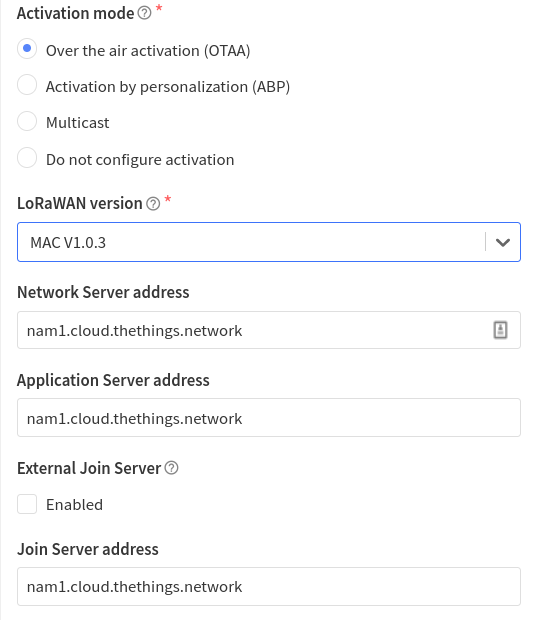 Activation mode ? *
Over the air activation (OTAA)
Activation by personalization (ABP)
Multicast
Do not configure activation
LoRaWAN version ? *
MAC V1.0.3
Network Server address
nam1.cloud.thethings.network
Application Server address
nam1.cloud.thethings.network
External Join Server ?
Enabled
Join Server address
nam1.cloud.thethings.network